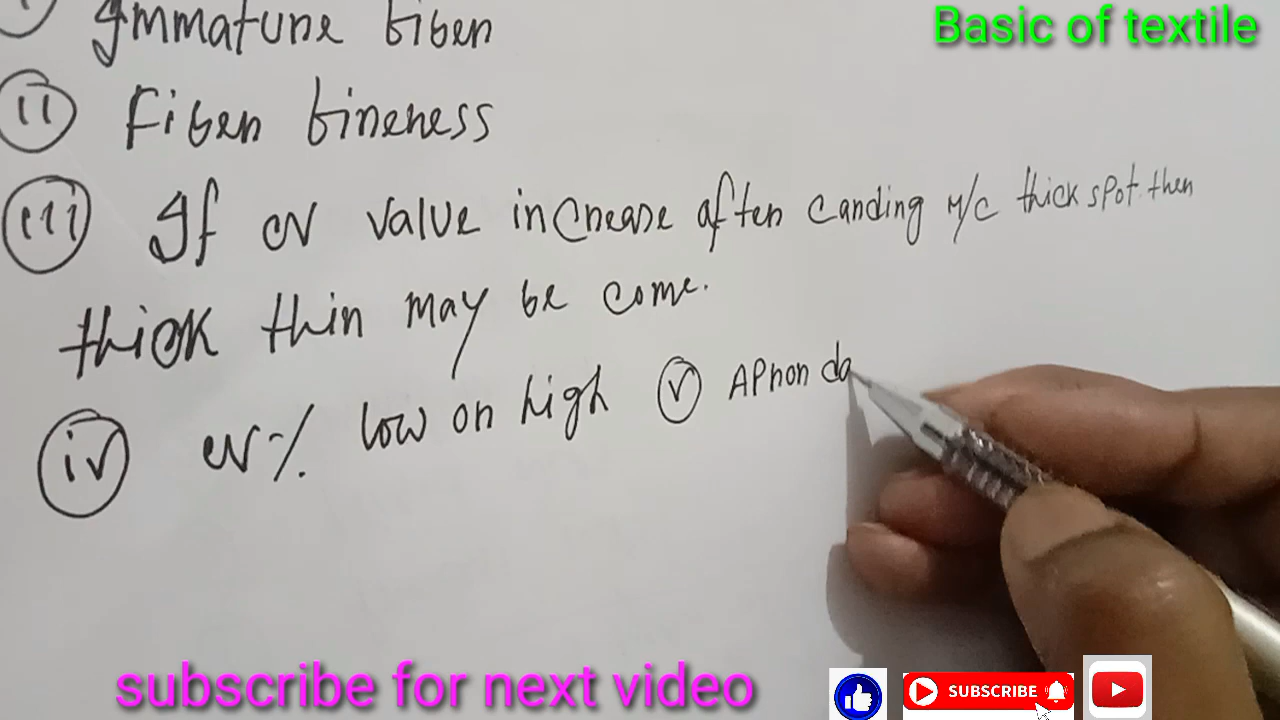 Basic of textile
i Immature fiber
ii Fiber fineness
iii If cv value increase after carding M/C thick spot then
thick thin may be come.
iv cv% low or high v APron da
subscribe for next video
SUBSCRIBE